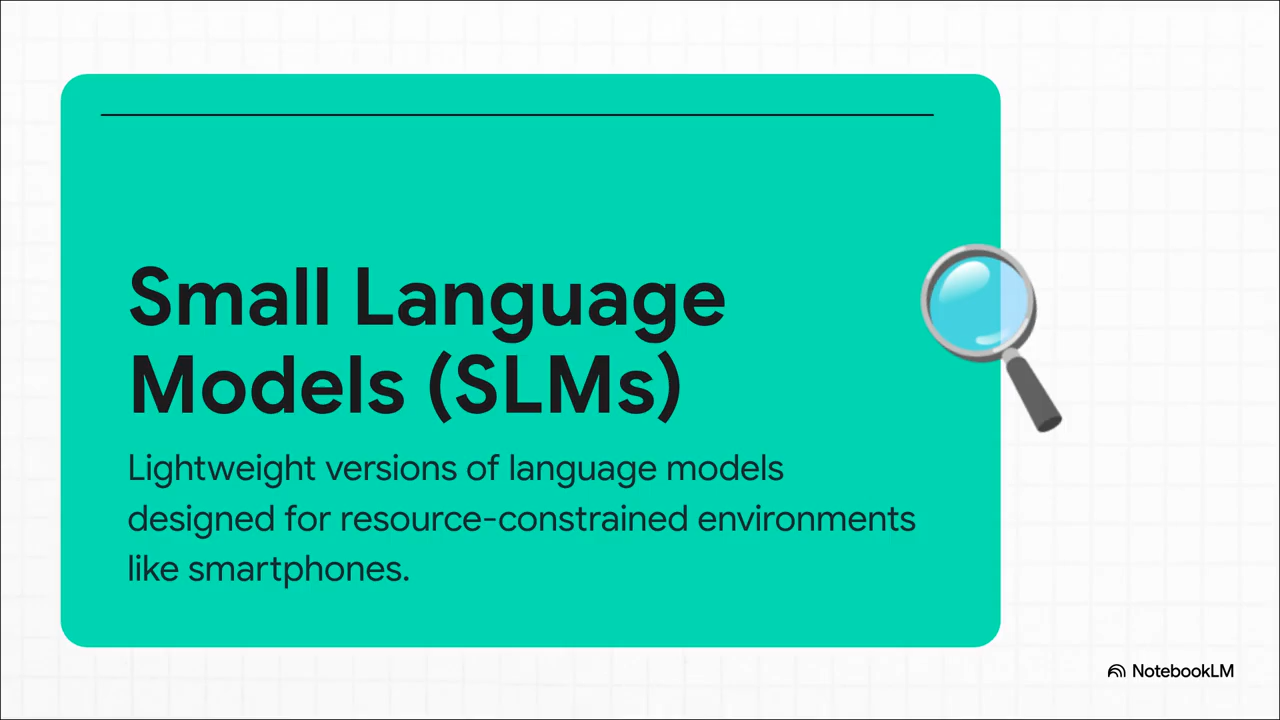 Small Language
Models (SLMs)
Lightweight versions of language models
designed for resource-constrained environments
like smartphones.
NotebookLM